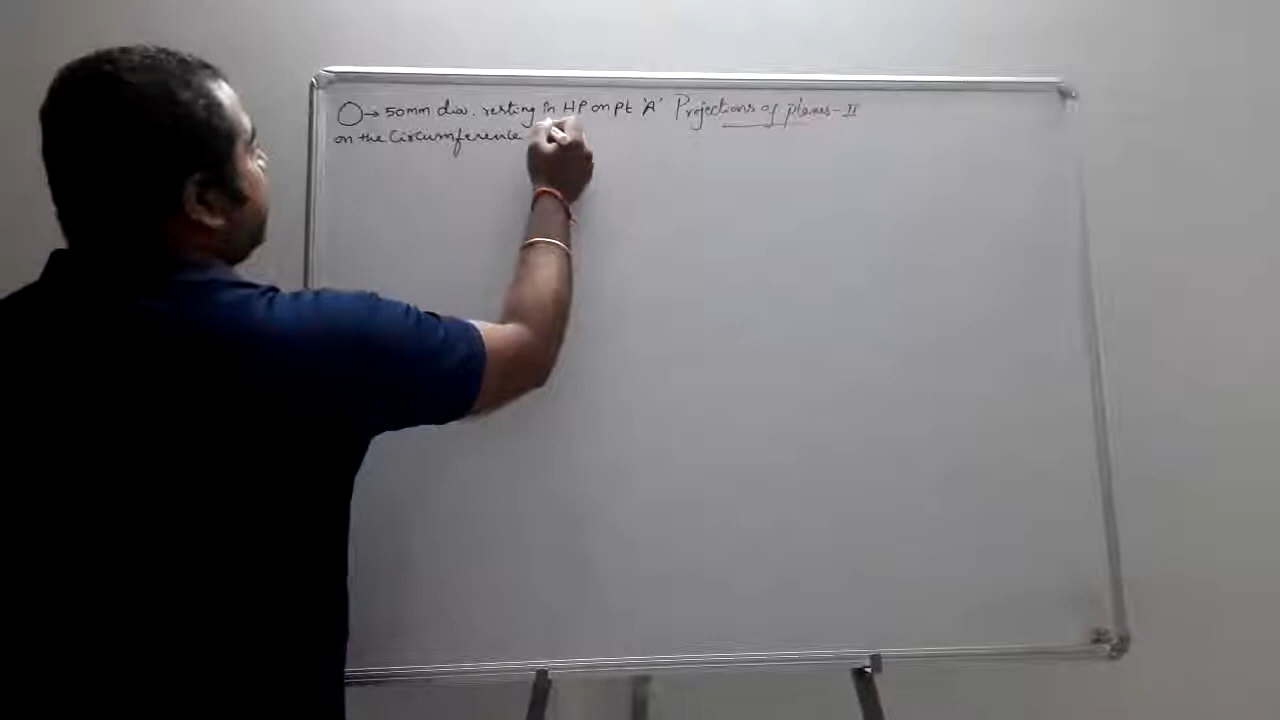 ○→ 50mm dia. resting in HP on pt 'A'
on the Circumference
Projections of planes - II